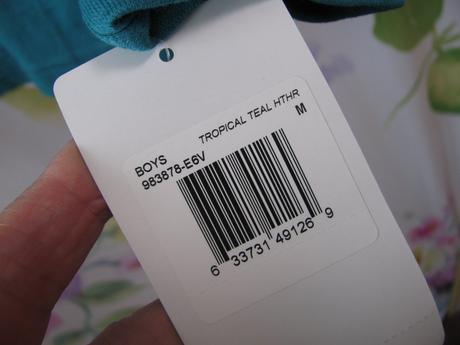 BOYS TROPICAL TEAL HTHR
983878-E6V M
6 33731 49126 9